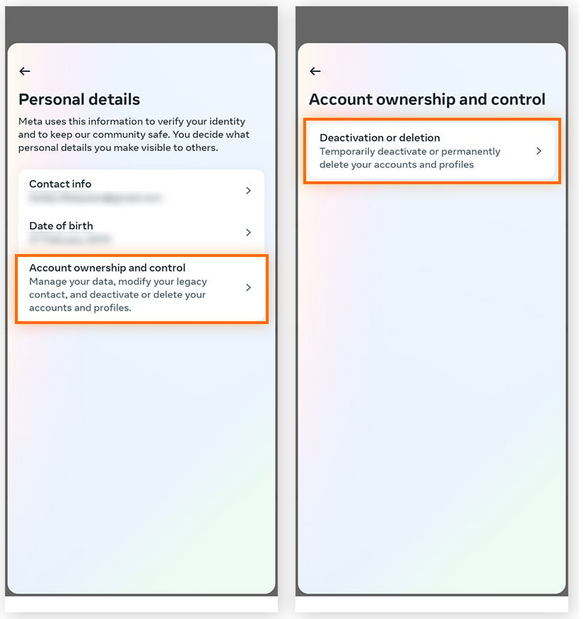 Personal details
Meta uses this information to verify your identity
and to keep our community safe. You decide what
personal details you make visible to others.
Contact info
Date of birth
Account ownership and control
Manage your data, modify your legacy
contact, and deactivate or delete your
accounts and profiles.
Account ownership and control
Deactivation or deletion
Temporarily deactivate or permanently
delete your accounts and profiles